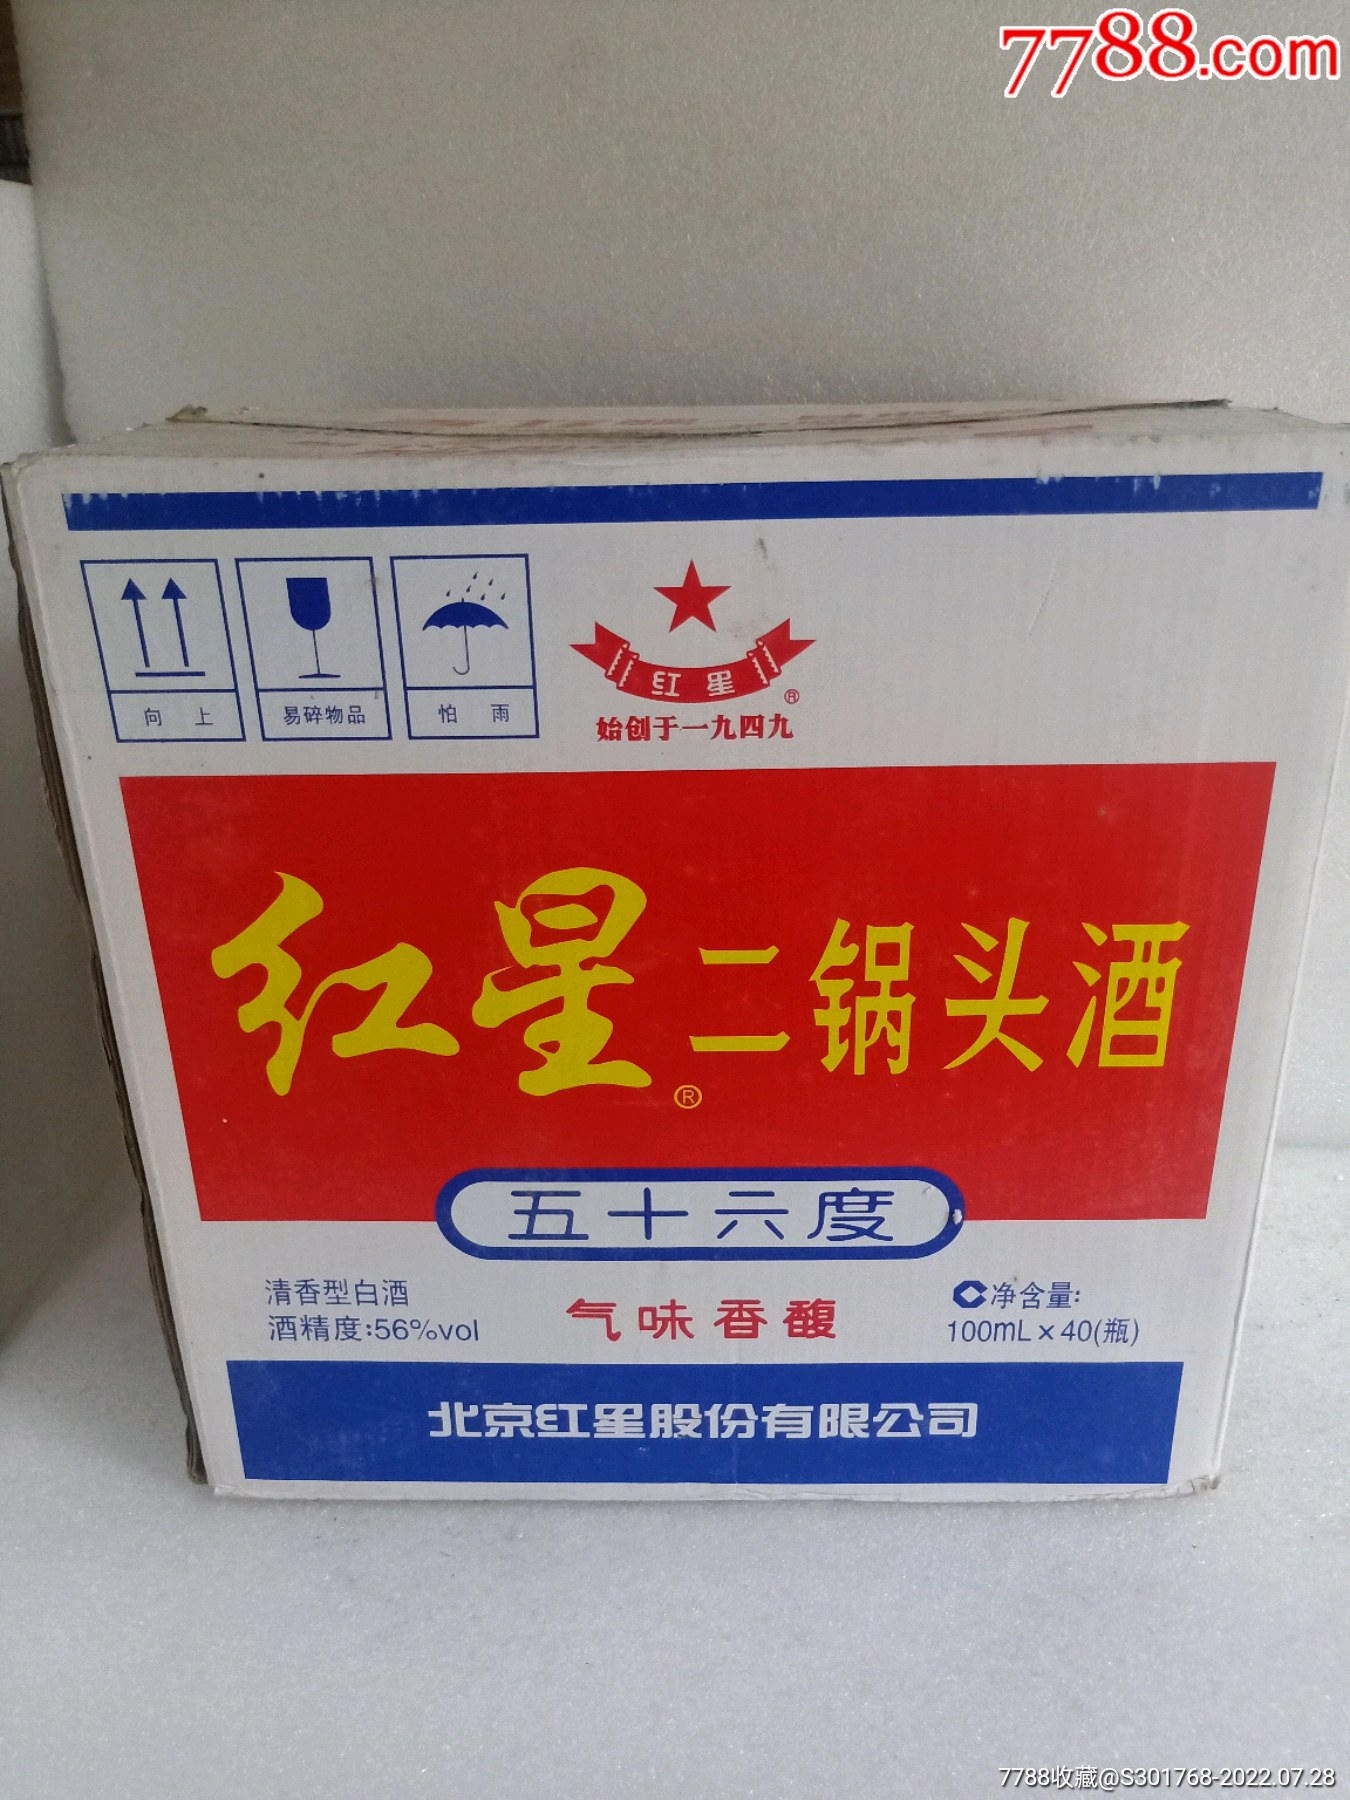 7788.com
向 上
易碎物品
怕 雨
红星
®
始创于一九四九
红星二锅头酒
®
五十六度
清香型白酒
酒精度:56%vol
气味香馥
净含量:
100mL×40(瓶)
北京红星股份有限公司
7788收藏@S301768-2022.07.28